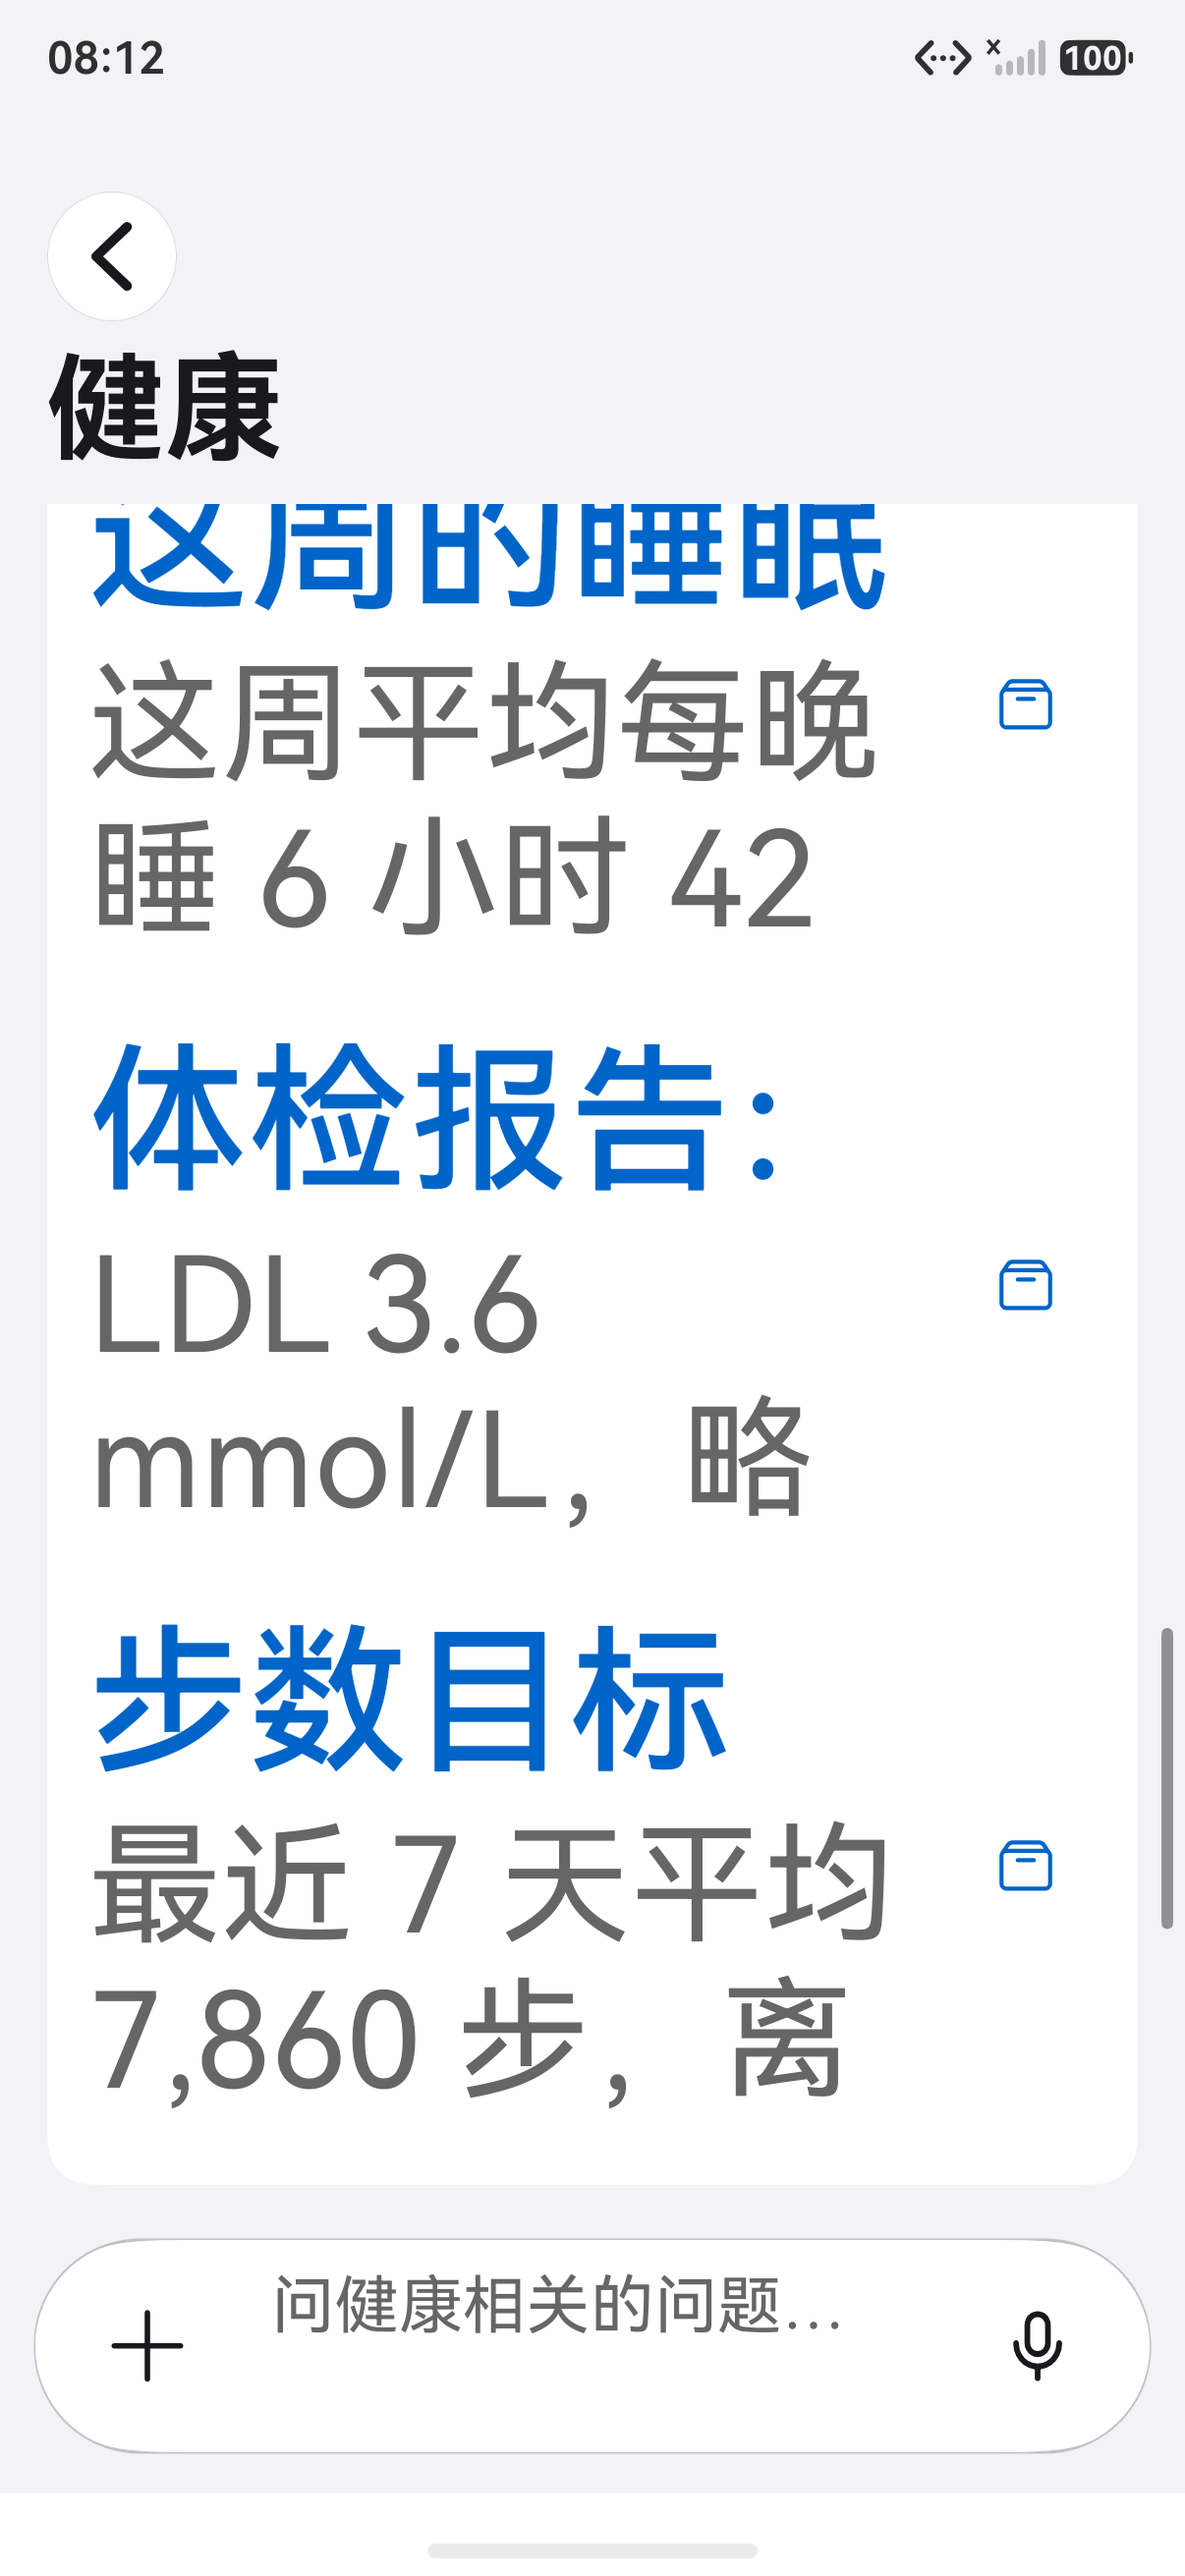 08:12
100
健康
这周的睡眠
这周平均每晚
睡 6 小时 42
体检报告：
LDL 3.6
mmol/L，略
步数目标
最近 7 天平均
7,860 步，离
问健康相关的问题…